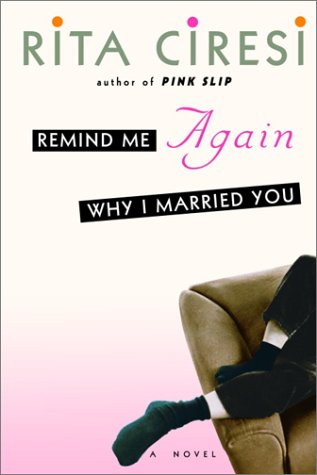 RITA CIRESI
author of PINK SLIP
REMIND ME Again
WHY I MARRIED YOU
A NOVEL